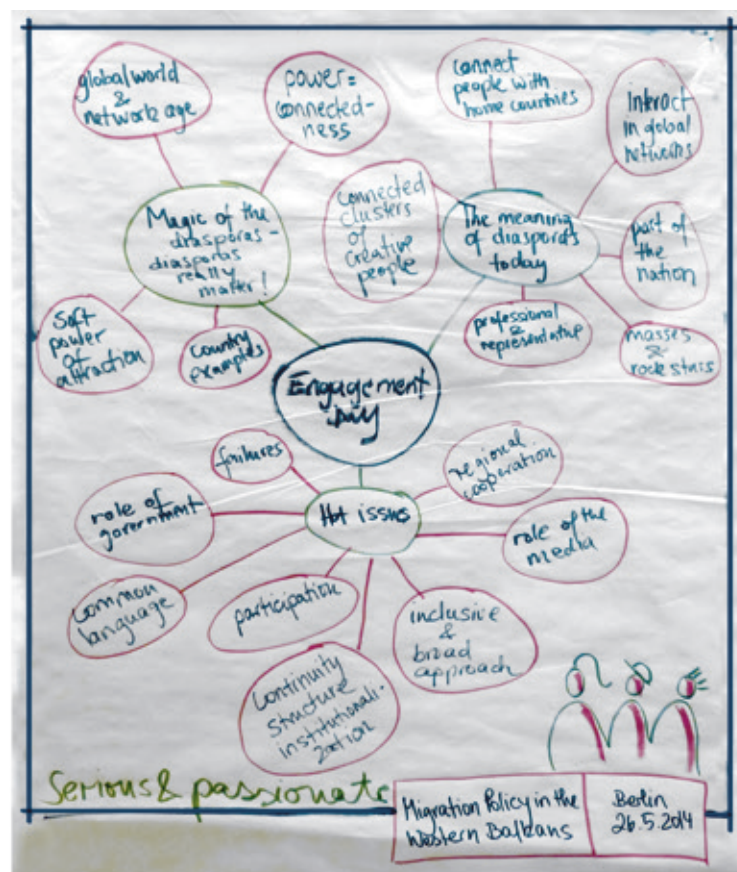 global world
&
network age
power=
connected-
ness
connect
people with
home countries
interact
in global
networks
Magic of the
diasporas -
diasporas
really
matter!
connected
clusters
of
creative
people
The meaning
of diasporas
today
part of
the
nation
soft
power
of
attraction
country
examples
professional
&
representative
masses
&
rockstars
Engagement
Day
failures
regional
cooperation
role of
government
Hot issues
role of the
media
common
language
participation
inclusive
&
broad
approach
continuity
structure
institutionali-
zation
Serious & passionate
Migration Policy in the
Western Balkans
Berlin
26.5.2014